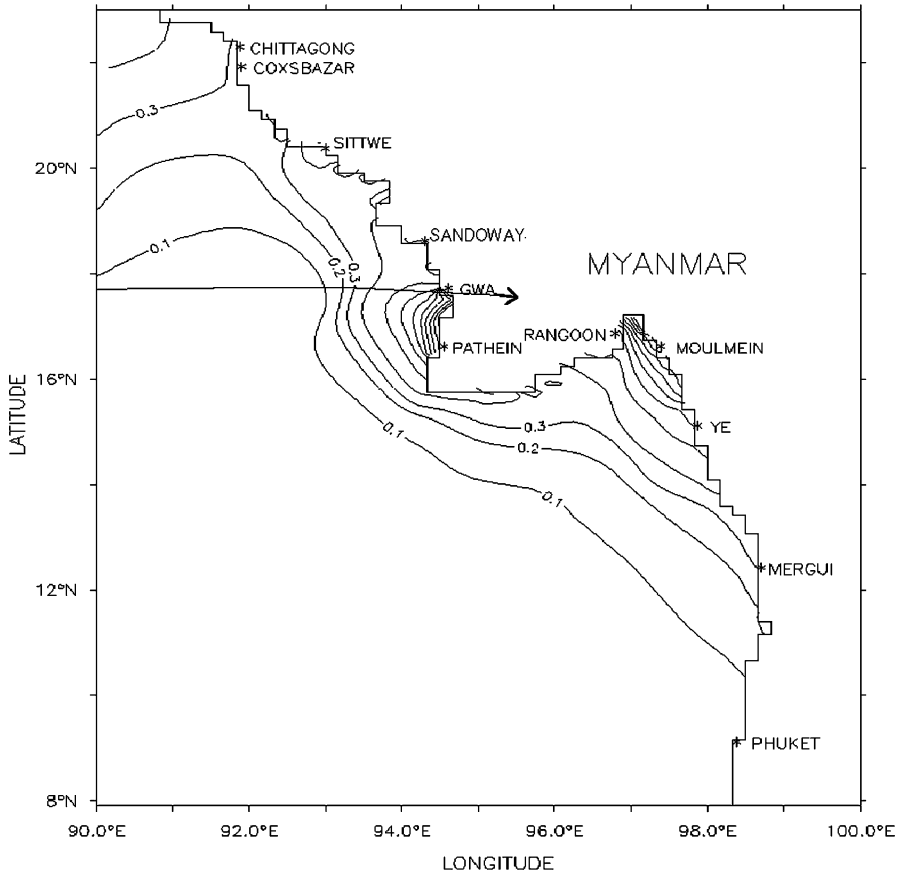 CHITTAGONG
COXSBAZAR
0.3
SITTWE
20°N
SANDOWAY
0.1
MYANMAR
0.2
0.3
GWA
RANGOON
PATHEIN
MOULMEIN
16°N
LATITUDE
0.1
0.3
YE
0.2
0.1
MERGUI
12°N
PHUKET
8°N
90.0°E 92.0°E 94.0°E 96.0°E 98.0°E 100.0°E
LONGITUDE